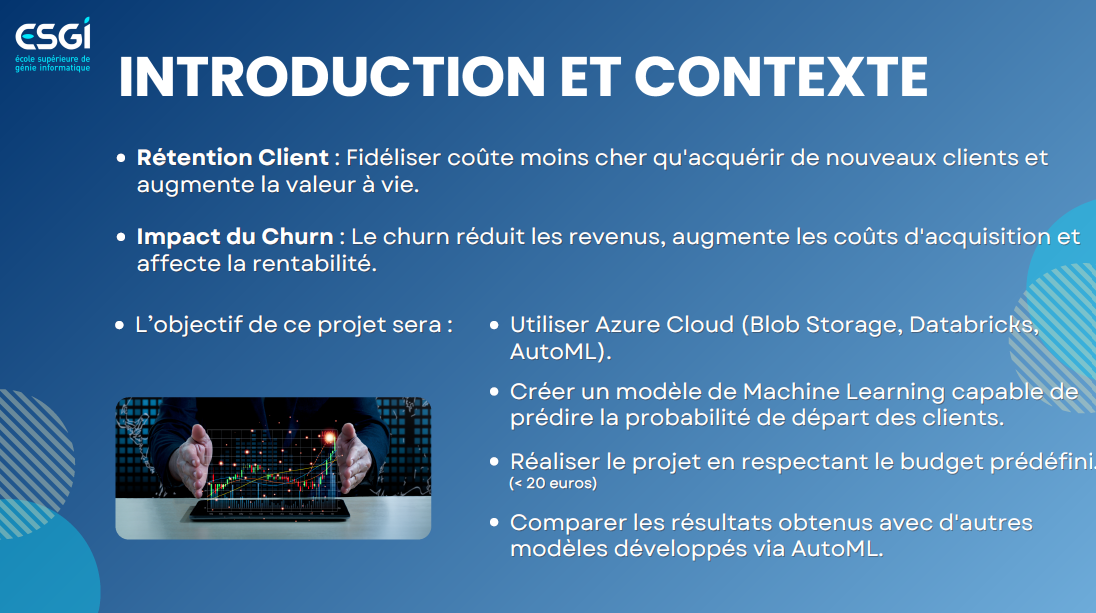 ESGI
école supérieure de
génie informatique
INTRODUCTION ET CONTEXTE
Rétention Client : Fidéliser coûte moins cher qu'acquérir de nouveaux clients et
augmente la valeur à vie.
Impact du Churn : Le churn réduit les revenus, augmente les coûts d'acquisition et
affecte la rentabilité.
L'objectif de ce projet sera :
Utiliser Azure Cloud (Blob Storage, Databricks,
AutoML).
Créer un modèle de Machine Learning capable de
prédire la probabilité de départ des clients.
Réaliser le projet en respectant le budget prédéfini.
(< 20 euros)
Comparer les résultats obtenus avec d'autres
modèles développés via AutoML.